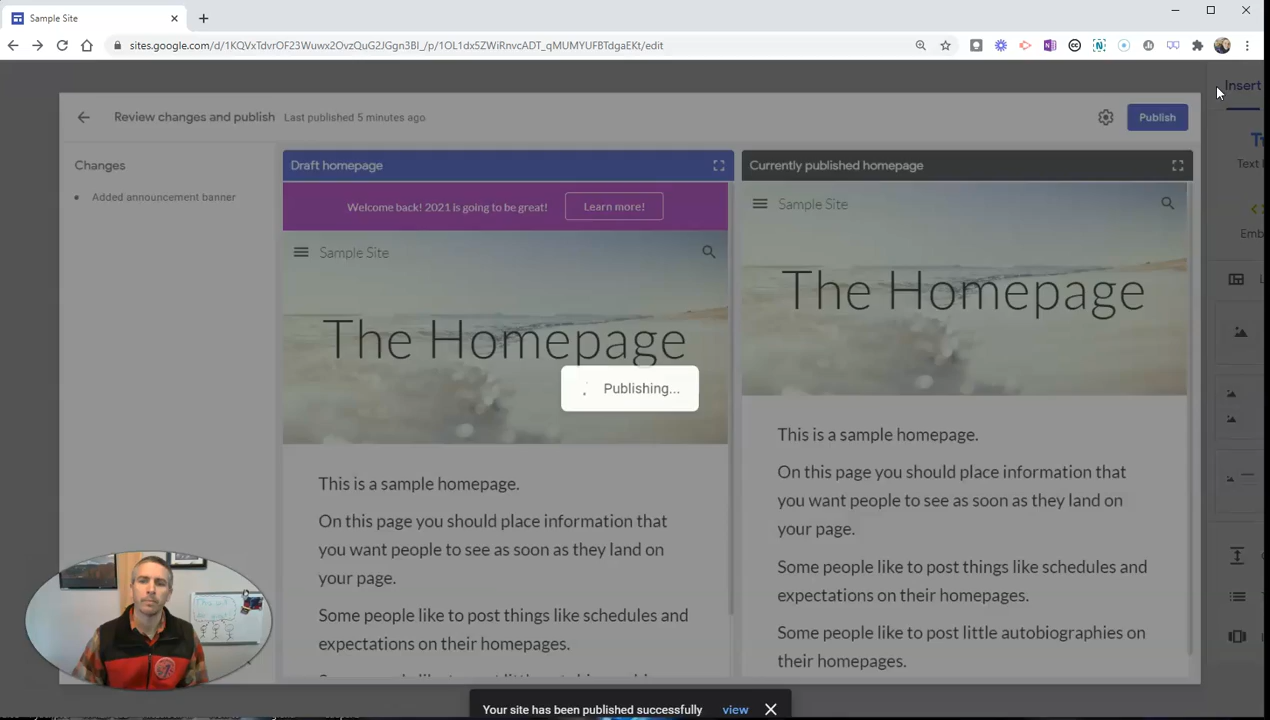 Sample Site
sites.google.com/d/1KQVxTdvrOF23Wuwx2OvzQuG2JGgn3BI_/p/1OL1dx5ZWiRnvcADT_qMUMYUFBTdgaEKt/edit
Insert
Review changes and publish Last published 5 minutes ago
Publish
Changes
Added announcement banner
Draft homepage
Welcome back! 2021 is going to be great!
Learn more!
Sample Site
The Homepage
This is a sample homepage.
On this page you should place information that
you want people to see as soon as they land on
your page.
Some people like to post things like schedules and
expectations on their homepages.
Currently published homepage
Sample Site
The Homepage
This is a sample homepage.
On this page you should place information that
you want people to see as soon as they land on
your page.
Some people like to post things like schedules and
expectations on their homepages.
Some people like to post little autobiographies on
their homepages.
Publishing...
Text
Your site has been published successfully view